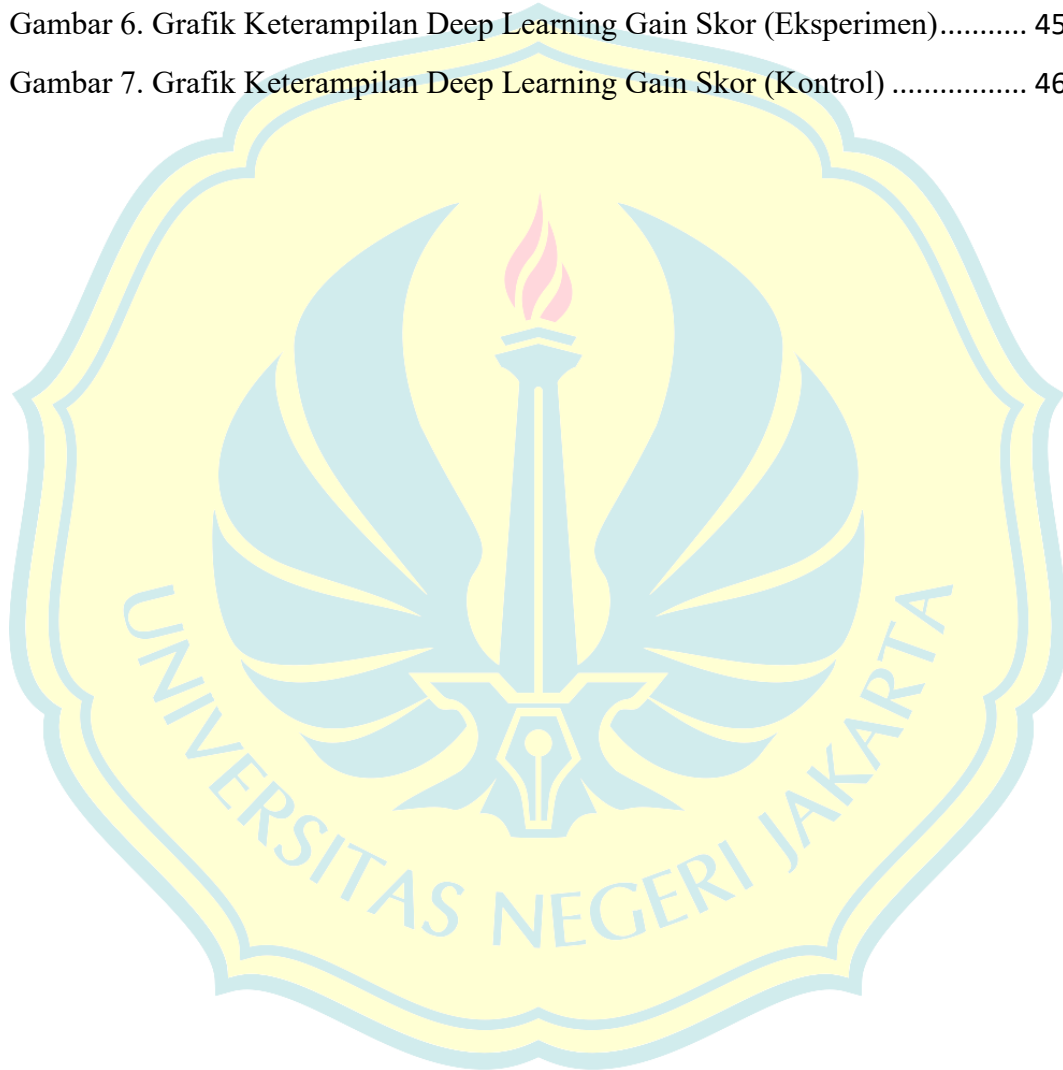 Gambar 6. Grafik Keterampilan Deep Learning Gain Skor (Eksperimen)........... 45
Gambar 7. Grafik Keterampilan Deep Learning Gain Skor (Kontrol) ................. 46
UNIVERSITAS NEGERI JAKARTA